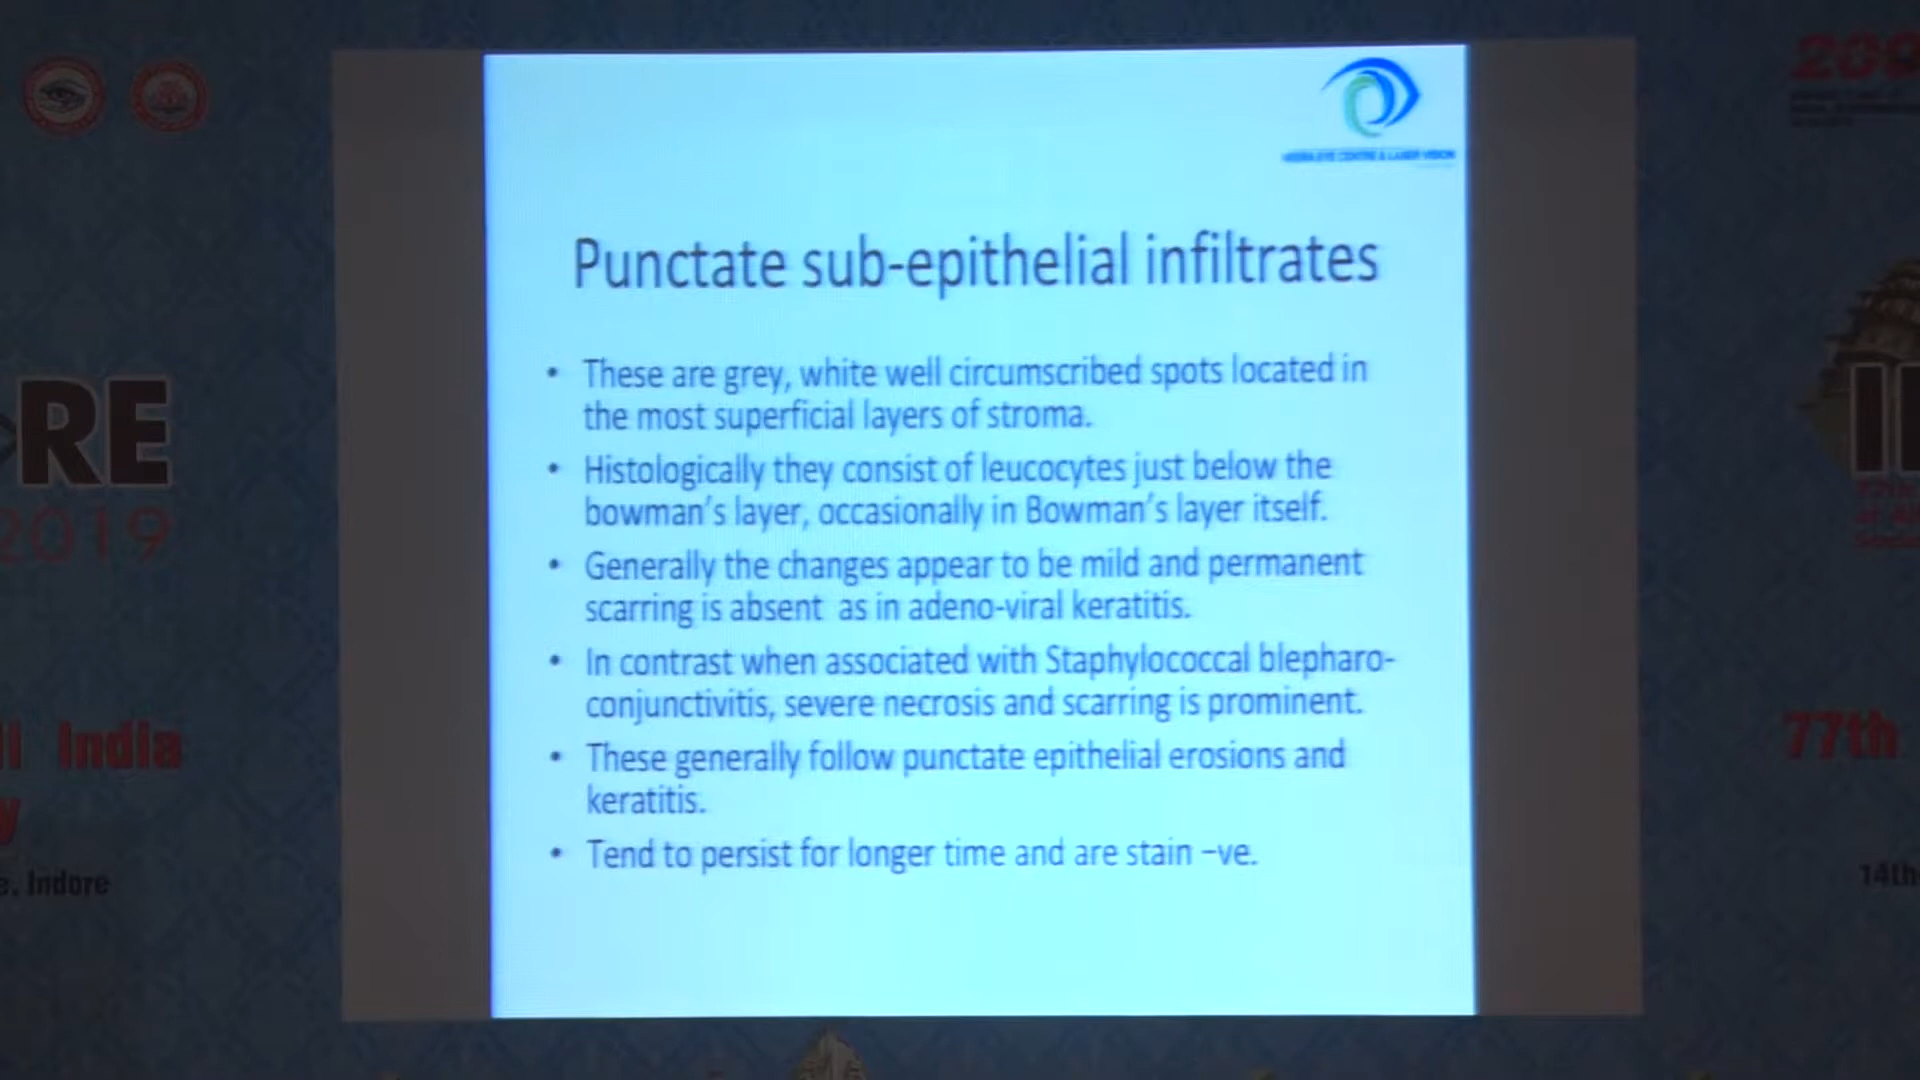 Punctate sub-epithelial infiltrates
• These are grey, white well circumscribed spots located in
the most superficial layers of stroma.
• Histologically they consist of leucocytes just below the
bowman's layer, occasionally in Bowman's layer itself.
• Generally the changes appear to be mild and permanent
scarring is absent as in adeno-viral keratitis.
• In contrast when associated with Staphylococcal blepharo-
conjunctivitis, severe necrosis and scarring is prominent.
• These generally follow punctate epithelial erosions and
keratitis.
• Tend to persist for longer time and are stain –ve.
RE
2019
India
Indore
77th
14th